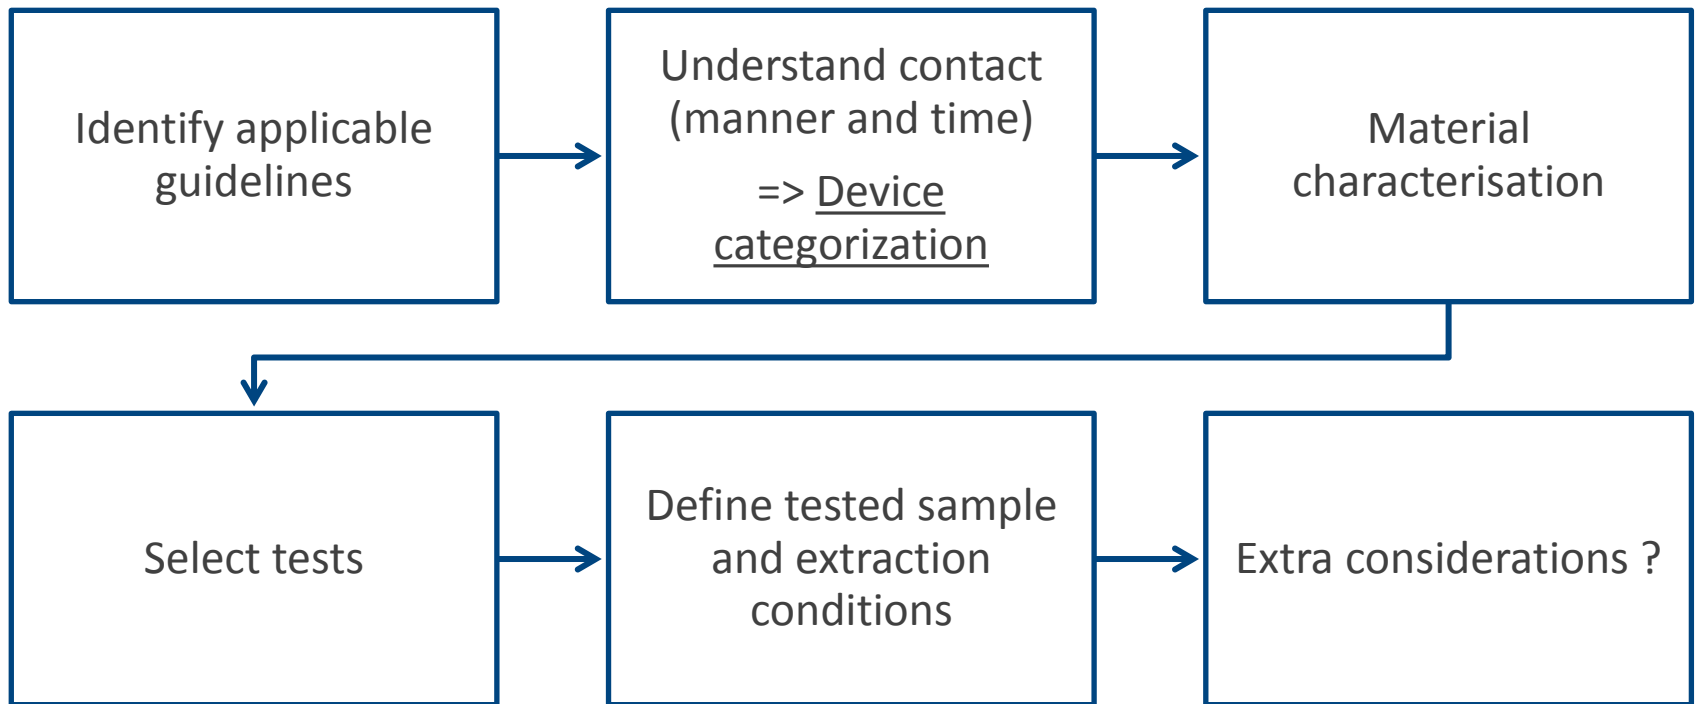 Identify applicable
guidelines
Understand contact
(manner and time)
=> Device
categorization
Material
characterisation
Select tests
Define tested sample
and extraction
conditions
Extra considerations ?